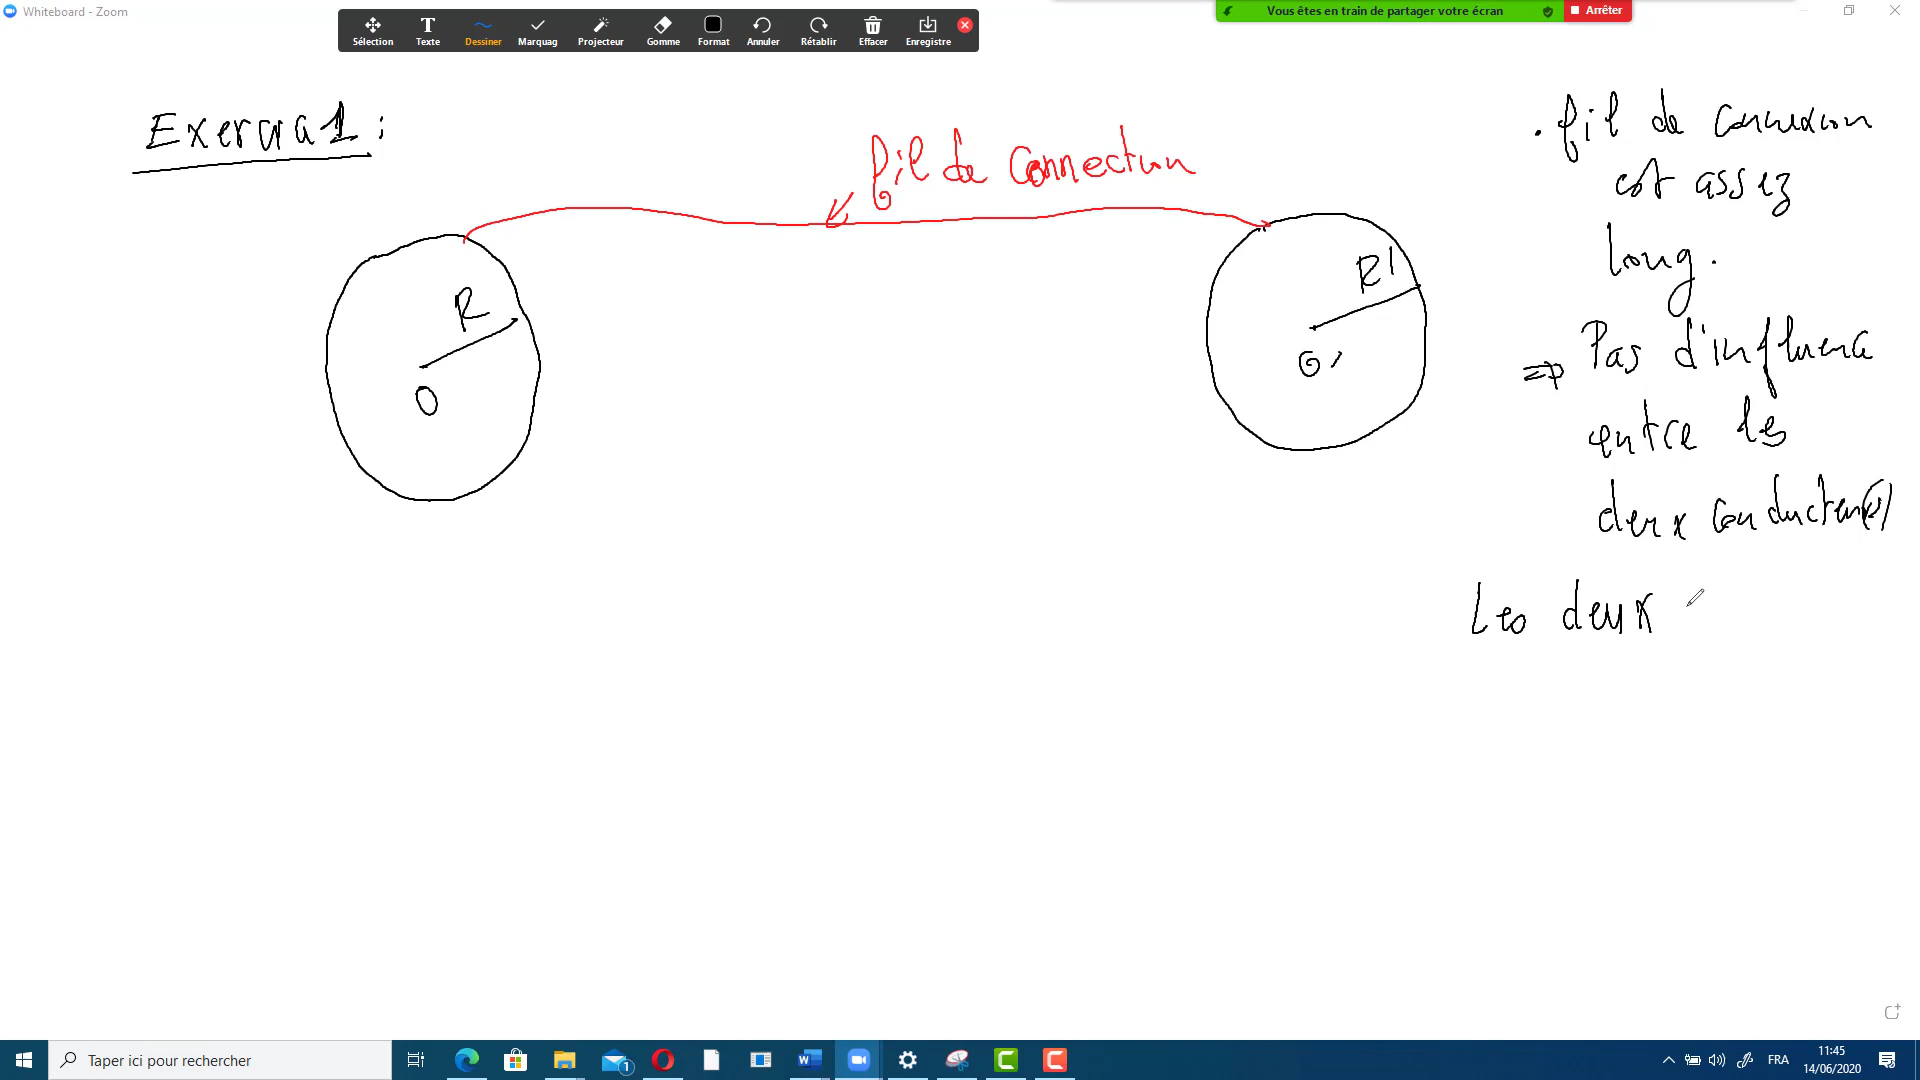 Whiteboard - Zoom
Vous êtes en train de partager votre écran
Arrêter
Sélection Texte Dessiner Marquag Projecteur Gomme Format Annuler Rétablir Effacer Enregistre
Exercice 1 :
fil de connection
R
O
R'
O'
. fil de connexion
est assez
long.
=> Pas d'influence
entre les
deux conducteur(s)
Les deux
Taper ici pour rechercher
1
FRA
11:45
14/06/2020